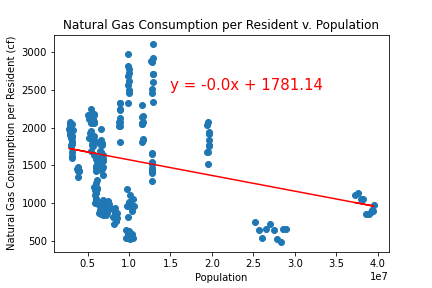 Natural Gas Consumption per Resident v. Population
Natural Gas Consumption per Resident (cf)
3000
2500
2000
1500
1000
500
y = -0.0x + 1781.14
0.5 1.0 1.5 2.0 2.5 3.0 3.5 4.0
1e7
Population